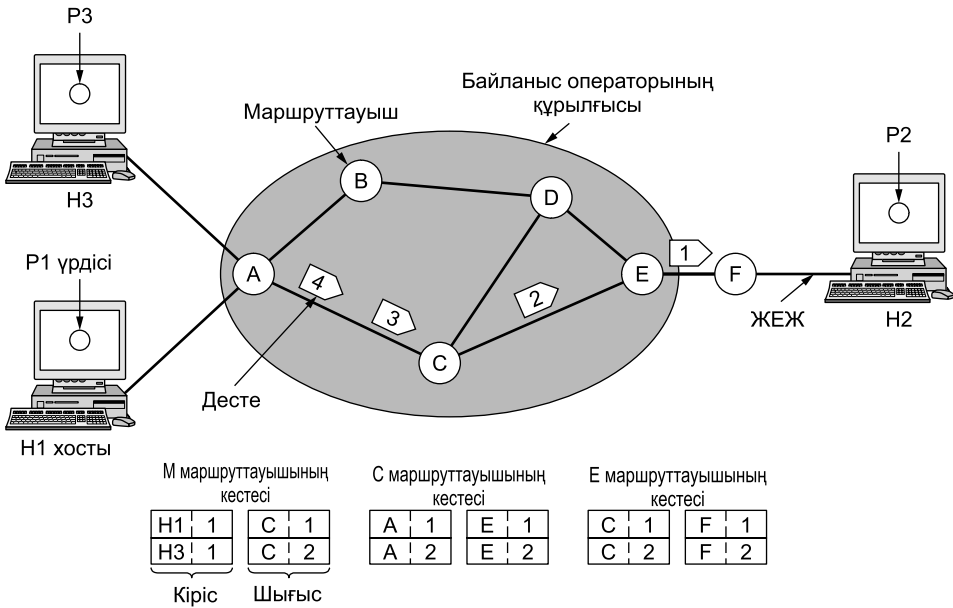 P3
Байланыс операторының
құрылғысы
Маршруттауыш
P2
B
D
H3
P1 үрдісі
A
4
3
2
E
1
F
C
ЖЕЖ
H2
Десте
H1 хосты
М маршруттауышының
кестесі
H1 1 C 1
H3 1 C 2
Кіріс Шығыс
С маршруттауышының
кестесі
A 1 E 1
A 2 E 2
Е маршруттауышының
кестесі
C 1 F 1
C 2 F 2